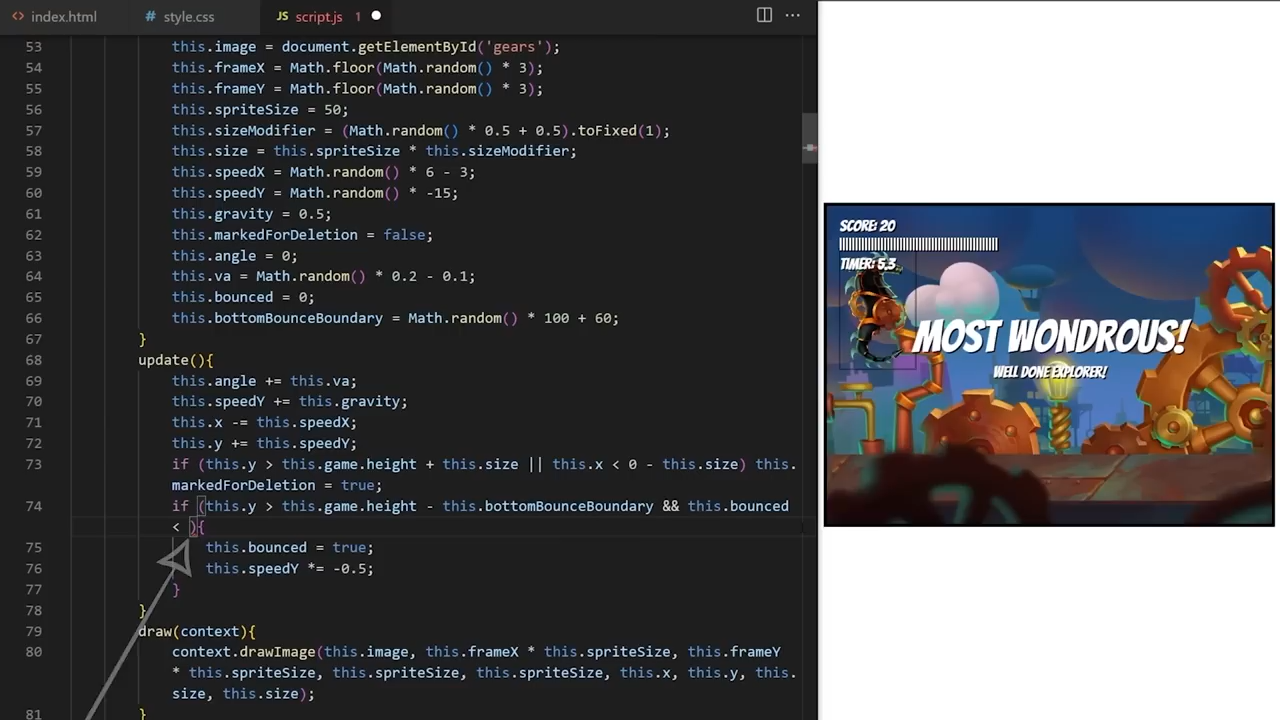 index.html
# style.css
JS script.js 1
53 this.image = document.getElementById('gears');
54 this.frameX = Math.floor(Math.random() * 3);
55 this.frameY = Math.floor(Math.random() * 3);
56 this.spriteSize = 50;
57 this.sizeModifier = (Math.random() * 0.5 + 0.5).toFixed(1);
58 this.size = this.spriteSize * this.sizeModifier;
59 this.speedX = Math.random() * 6 - 3;
60 this.speedY = Math.random() * -15;
61 this.gravity = 0.5;
62 this.markedForDeletion = false;
63 this.angle = 0;
64 this.va = Math.random() * 0.2 - 0.1;
65 this.bounced = 0;
66 this.bottomBounceBoundary = Math.random() * 100 + 60;
67 }
68 update(){
69 this.angle += this.va;
70 this.speedY += this.gravity;
71 this.x -= this.speedX;
72 this.y += this.speedY;
73 if (this.y > this.game.height + this.size || this.x < 0 - this.size) this.
markedForDeletion = true;
74 if (this.y > this.game.height - this.bottomBounceBoundary && this.bounced
< ){
75 this.bounced = true;
76 this.speedY *= -0.5;
77 }
78 }
79 draw(context){
80 context.drawImage(this.image, this.frameX * this.spriteSize, this.frameY
* this.spriteSize, this.spriteSize, this.spriteSize, this.x, this.y, this.
size, this.size);
81 }
SCORE: 20
TIMER: 5.3
MOST WONDROUS!
WELL DONE EXPLORER!